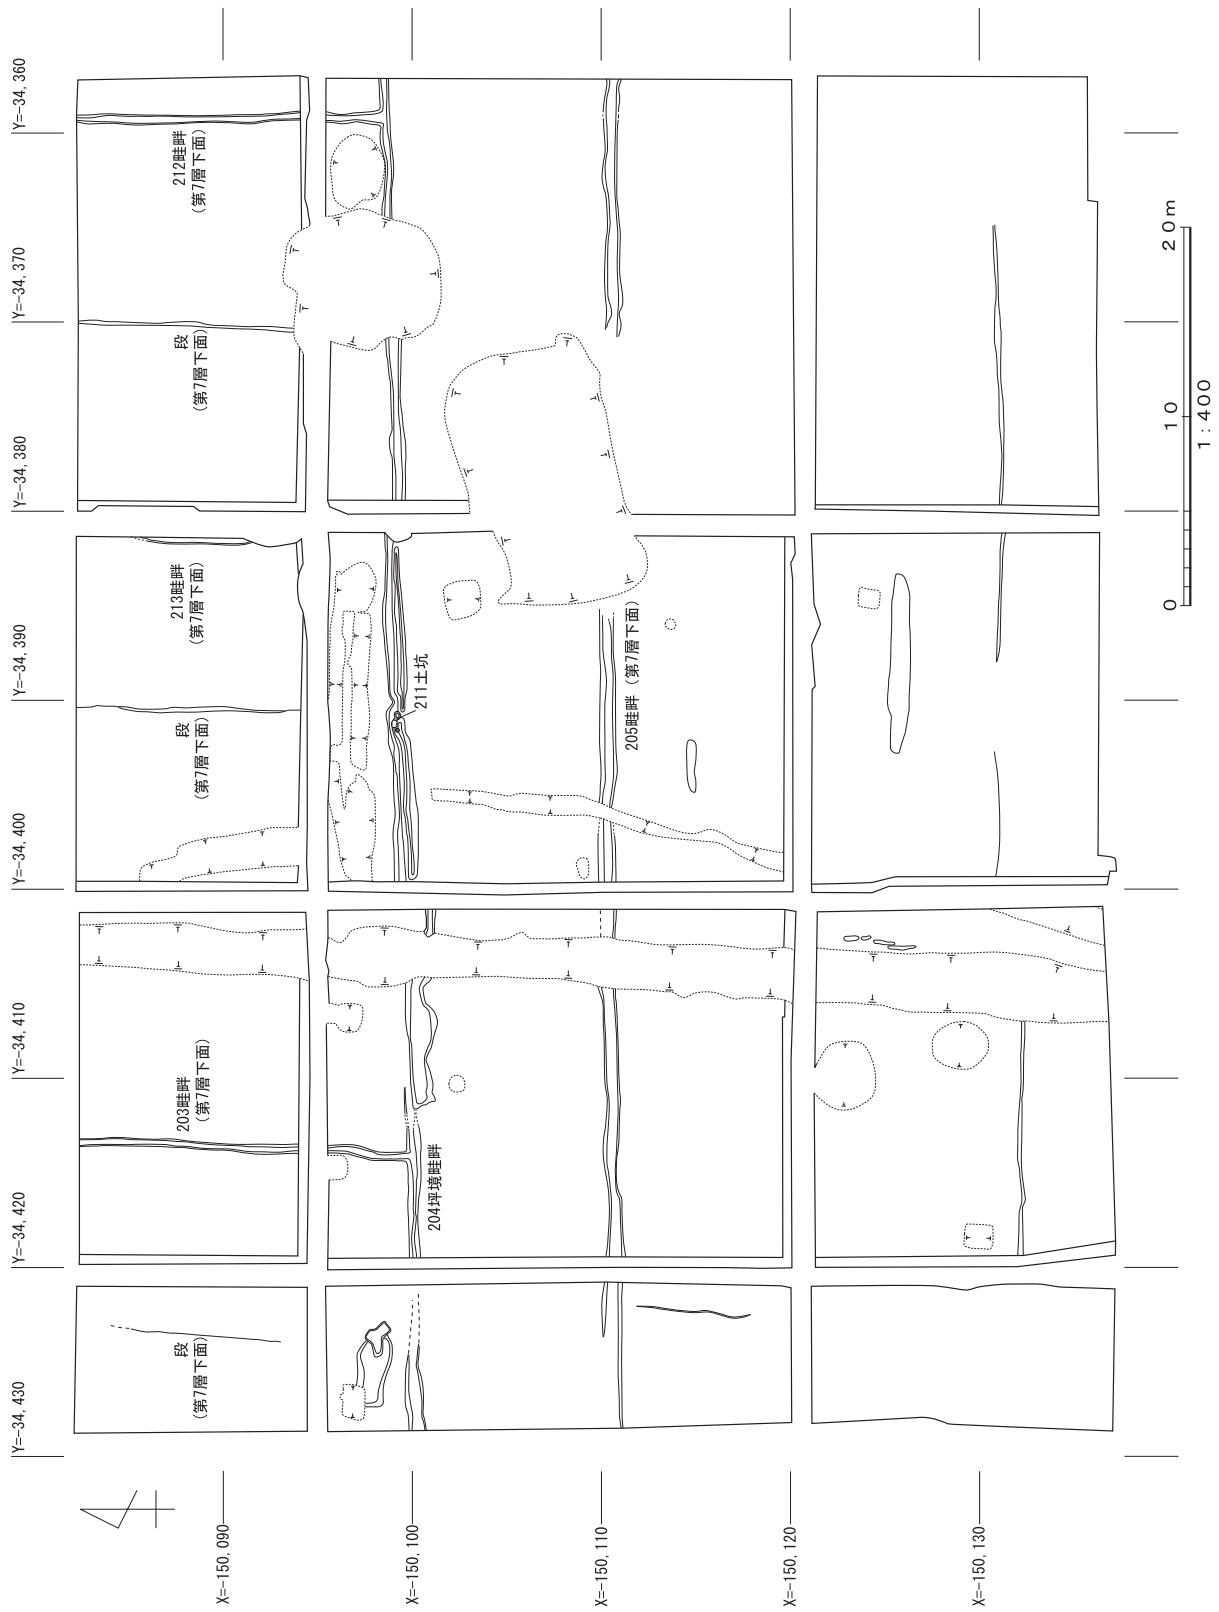 Y=-34,430
Y=-34,420
Y=-34,410
Y=-34,400
Y=-34,390
Y=-34,380
Y=-34,370
Y=-34,360
X=-150,090
X=-150,100
X=-150,110
X=-150,120
X=-150,130
段
(第7層下面)
203畦畔
(第7層下面)
段
(第7層下面)
213畦畔
(第7層下面)
段
(第7層下面)
212畦畔
(第7層下面)
204坪境畦畔
211土坑
205畦畔 (第7層下面)
0 10 20m
1:400